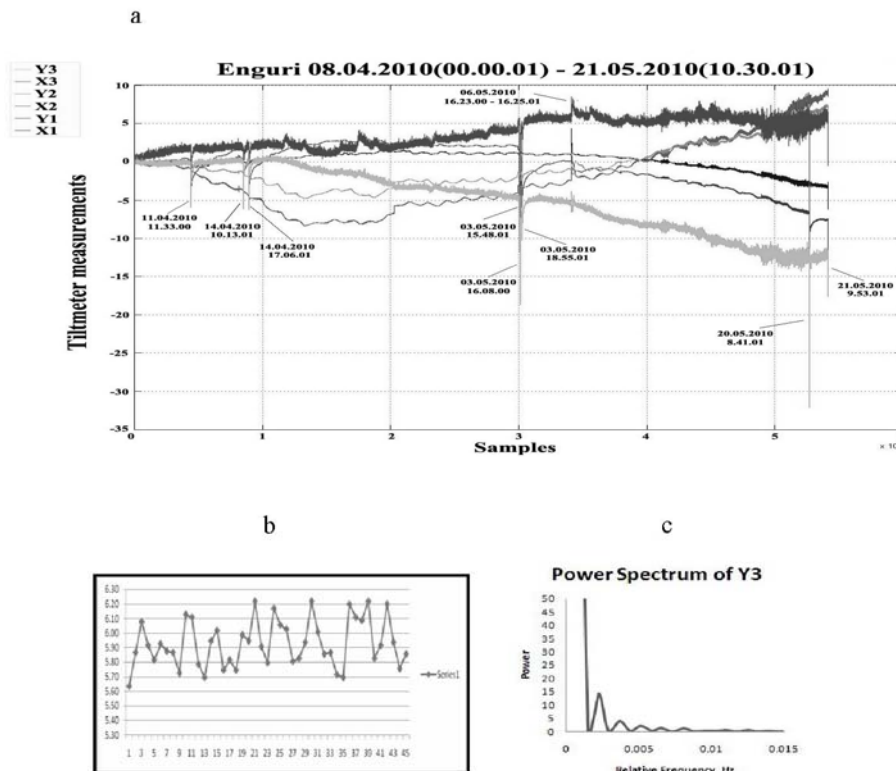 a
Enguri 08.04.2010(00.00.01) - 21.05.2010(10.30.01)
Y3
X3
Y2
X2
Y1
X1
Tiltmeter measurements
10
5
0
-5
-10
-15
-20
-25
-30
-35
06.05.2010
16.23.00 - 16.25.01
11.04.2010
11.33.00
14.04.2010
10.13.01
14.04.2010
17.06.01
03.05.2010
15.48.01
03.05.2010
18.55.01
03.05.2010
16.08.00
21.05.2010
9.53.01
20.05.2010
8.41.01
0 1 2 3 4 5
Samples
× 10
b
6.30
6.20
6.10
6.00
5.90
5.80
5.70
5.60
5.50
5.40
5.30
1 3 5 7 9 11 13 15 17 19 21 23 25 27 29 31 33 35 37 39 41 43 45
Series1
c
Power Spectrum of Y3
Power
50
45
40
35
30
25
20
15
10
5
0
0 0.005 0.01 0.015
Relative Frequency, Hz